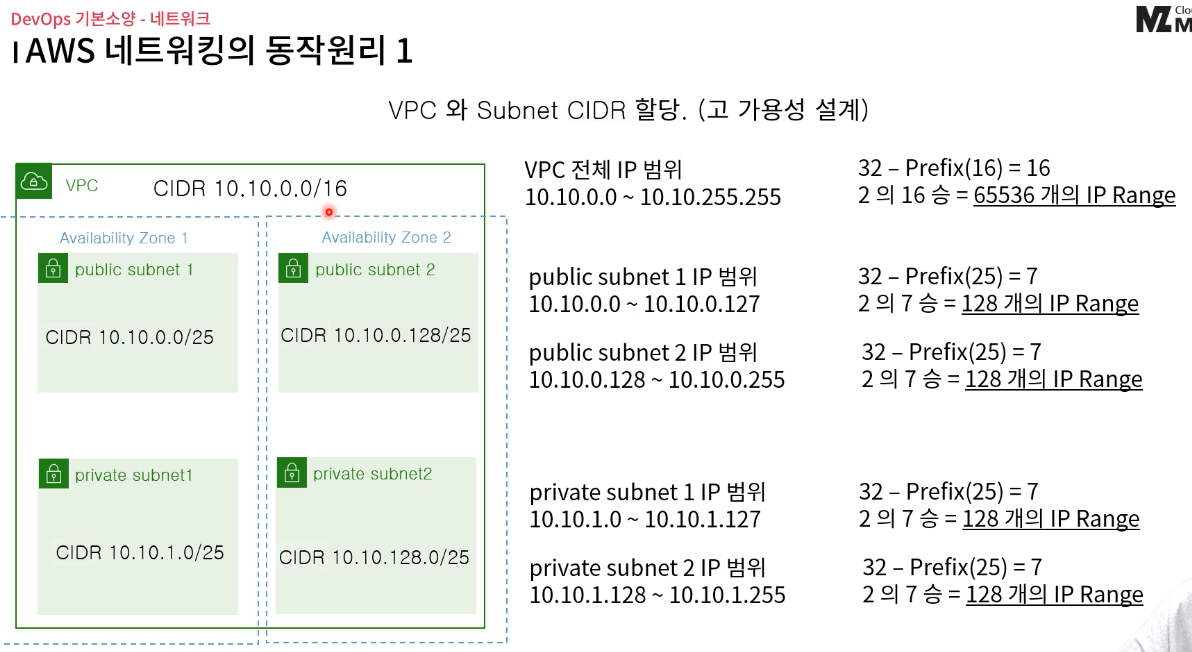 DevOps 기본소양 - 네트워크
AWS 네트워킹의 동작원리 1
VPC 와 Subnet CIDR 할당. (고 가용성 설계)
VPC
CIDR 10.10.0.0/16
Availability Zone 1
Availability Zone 2
public subnet 1
public subnet 2
CIDR 10.10.0.0/25
CIDR 10.10.0.128/25
private subnet1
private subnet2
CIDR 10.10.1.0/25
CIDR 10.10.128.0/25
VPC 전체 IP 범위
10.10.0.0 ~ 10.10.255.255
32 – Prefix(16) = 16
2 의 16 승 = 65536 개의 IP Range
public subnet 1 IP 범위
10.10.0.0 ~ 10.10.0.127
32 – Prefix(25) = 7
2 의 7 승 = 128 개의 IP Range
public subnet 2 IP 범위
10.10.0.128 ~ 10.10.0.255
32 – Prefix(25) = 7
2 의 7 승 = 128 개의 IP Range
private subnet 1 IP 범위
10.10.1.0 ~ 10.10.1.127
32 – Prefix(25) = 7
2 의 7 승 = 128 개의 IP Range
private subnet 2 IP 범위
10.10.1.128 ~ 10.10.1.255
32 – Prefix(25) = 7
2 의 7 승 = 128 개의 IP Range